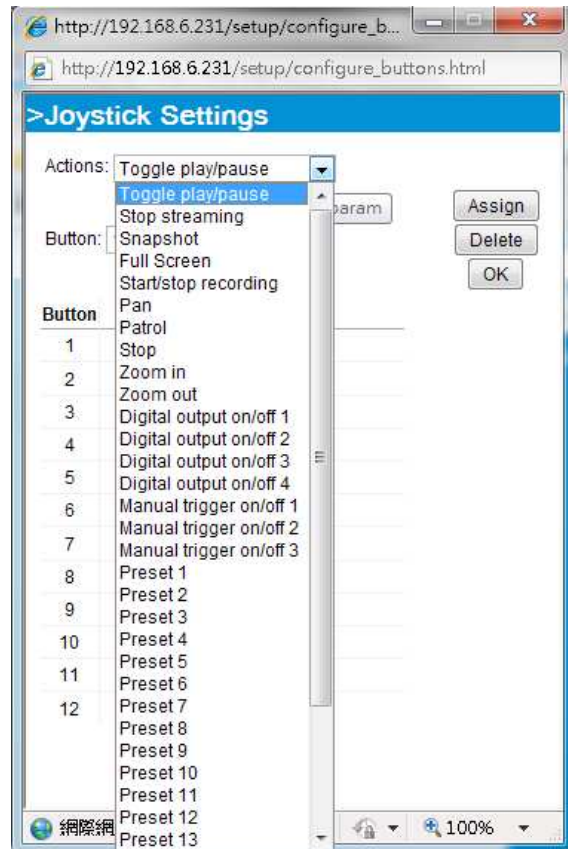 http://192.168.6.231/setup/configure_b...
http://192.168.6.231/setup/configure_buttons.html
>Joystick Settings
Actions: Toggle play/pause
Toggle play/pause
Stop streaming
Snapshot
Full Screen
Start/stop recording
Pan
Patrol
Stop
Zoom in
Zoom out
Digital output on/off 1
Digital output on/off 2
Digital output on/off 3
Digital output on/off 4
Manual trigger on/off 1
Manual trigger on/off 2
Manual trigger on/off 3
Preset 1
Preset 2
Preset 3
Preset 4
Preset 5
Preset 6
Preset 7
Preset 8
Preset 9
Preset 10
Preset 11
Preset 12
Preset 13
Button:
Assign
Delete
OK
Button
1
2
3
4
5
6
7
8
9
10
11
12
網際網
100%